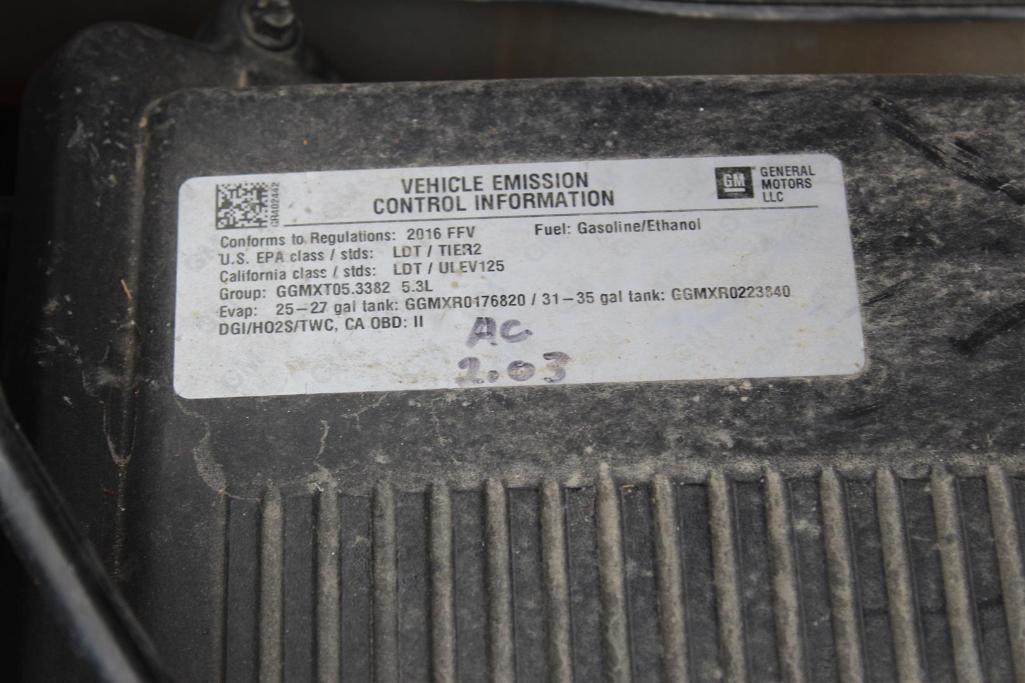 GR402442
VEHICLE EMISSION
CONTROL INFORMATION
GM
GENERAL
MOTORS
LLC
Conforms to Regulations: 2016 FFV Fuel: Gasoline/Ethanol
U.S. EPA class / stds: LDT / TIER2
California class / stds: LDT / ULEV125
Group: GGMXT05.3382 5.3L
Evap: 25-27 gal tank: GGMXR0176820 / 31-35 gal tank: GGMXR0223840
DGI/HO2S/TWC, CA OBD: II
AC
2.03